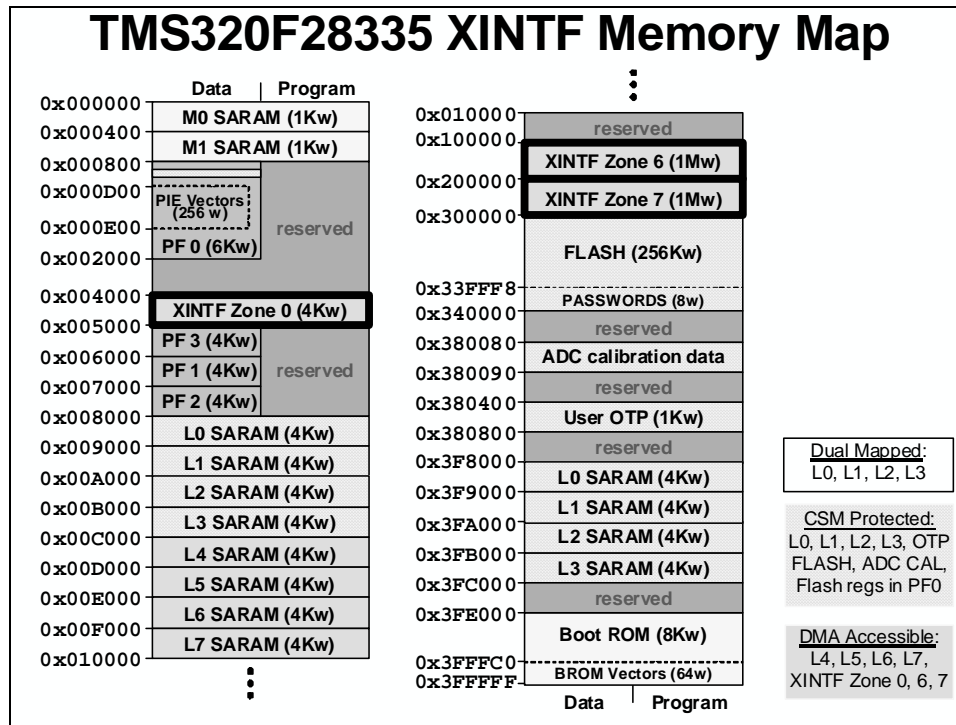 TMS320F28335 XINTF Memory Map
Data | Program
0x000000
M0 SARAM (1Kw)
0x000400
M1 SARAM (1Kw)
0x000800
0x000D00
PIE Vectors
(256 w)
0x000E00
reserved
PF 0 (6Kw)
0x002000
0x004000
XINTF Zone 0 (4Kw)
0x005000
PF 3 (4Kw)
0x006000
PF 1 (4Kw)
reserved
0x007000
PF 2 (4Kw)
0x008000
L0 SARAM (4Kw)
0x009000
L1 SARAM (4Kw)
0x00A000
L2 SARAM (4Kw)
0x00B000
L3 SARAM (4Kw)
0x00C000
L4 SARAM (4Kw)
0x00D000
L5 SARAM (4Kw)
0x00E000
L6 SARAM (4Kw)
0x00F000
L7 SARAM (4Kw)
0x010000
0x010000
reserved
0x100000
XINTF Zone 6 (1Mw)
0x200000
XINTF Zone 7 (1Mw)
0x300000
FLASH (256Kw)
0x33FFF8
PASSWORDS (8w)
0x340000
reserved
0x380080
ADC calibration data
0x380090
reserved
0x380400
User OTP (1Kw)
0x380800
reserved
0x3F8000
L0 SARAM (4Kw)
0x3F9000
L1 SARAM (4Kw)
0x3FA000
L2 SARAM (4Kw)
0x3FB000
L3 SARAM (4Kw)
0x3FC000
reserved
0x3FE000
Boot ROM (8Kw)
0x3FFFC0
BROM Vectors (64w)
0x3FFFFF
Data | Program
Dual Mapped:
L0, L1, L2, L3
CSM Protected:
L0, L1, L2, L3, OTP
FLASH, ADC CAL,
Flash regs in PF0
DMA Accessible:
L4, L5, L6, L7,
XINTF Zone 0, 6, 7